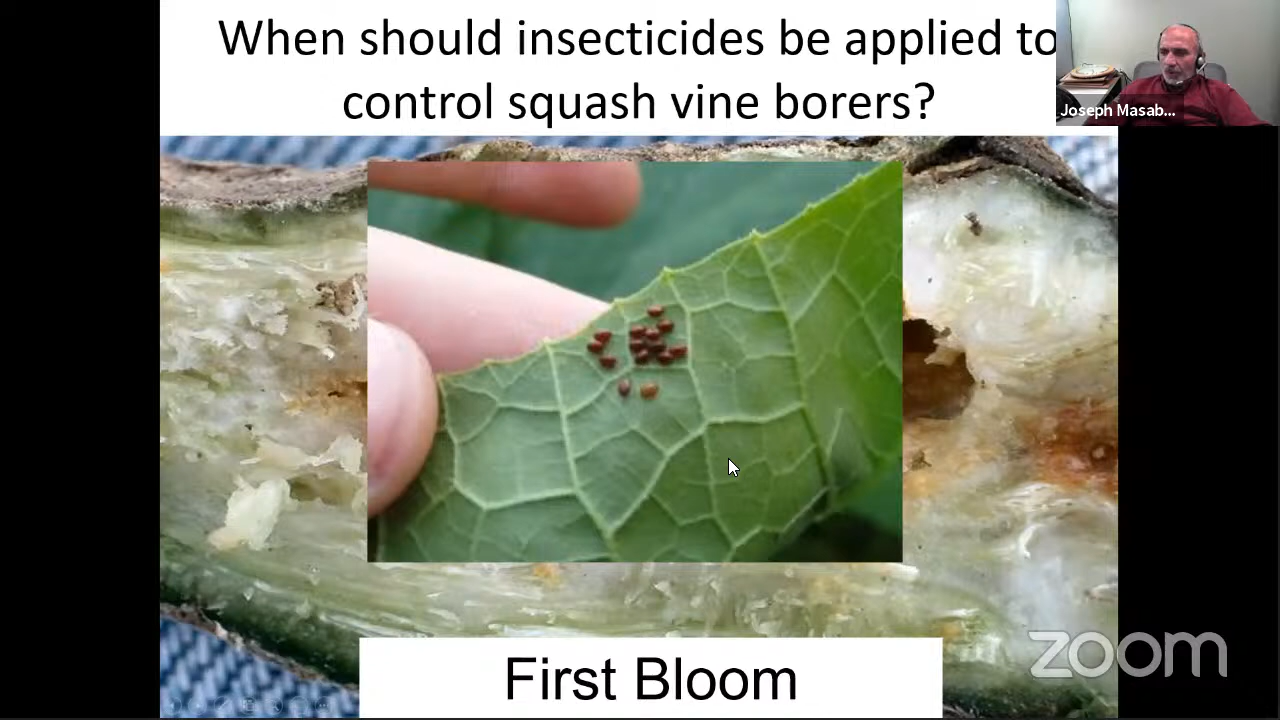 When should insecticides be applied to
control squash vine borers?
Joseph Masab...
First Bloom
zoom